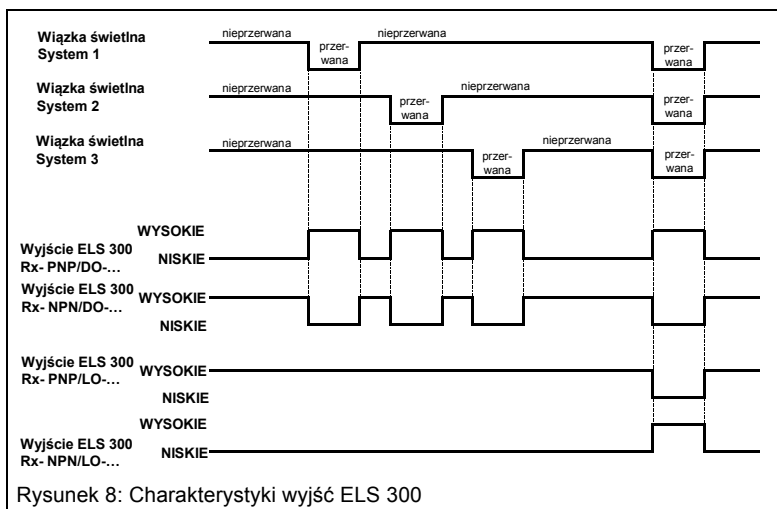 Wiązka świetlna
System 1
nieprzerwana
przer-
wana
nieprzerwana
przer-
wana
Wiązka świetlna
System 2
nieprzerwana
przer-
wana
nieprzerwana
przer-
wana
Wiązka świetlna
System 3
nieprzerwana
przer-
wana
nieprzerwana
przer-
wana
WYSOKIE
Wyjście ELS 300
Rx- PNP/DO-...
NISKIE
Wyjście ELS 300
Rx- NPN/DO-...
WYSOKIE
NISKIE
Wyjście ELS 300
Rx- PNP/LO-...
WYSOKIE
NISKIE
WYSOKIE
Wyjście ELS 300
Rx- NPN/LO-...
NISKIE
Rysunek 8: Charakterystyki wyjść ELS 300